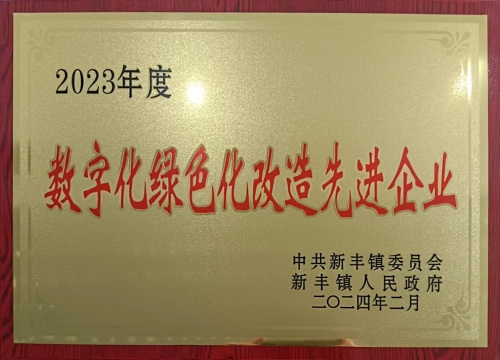 2023年度
数字化绿色化改造先进企业
中共新丰镇委员会
新丰镇人民政府
二〇二四年二月